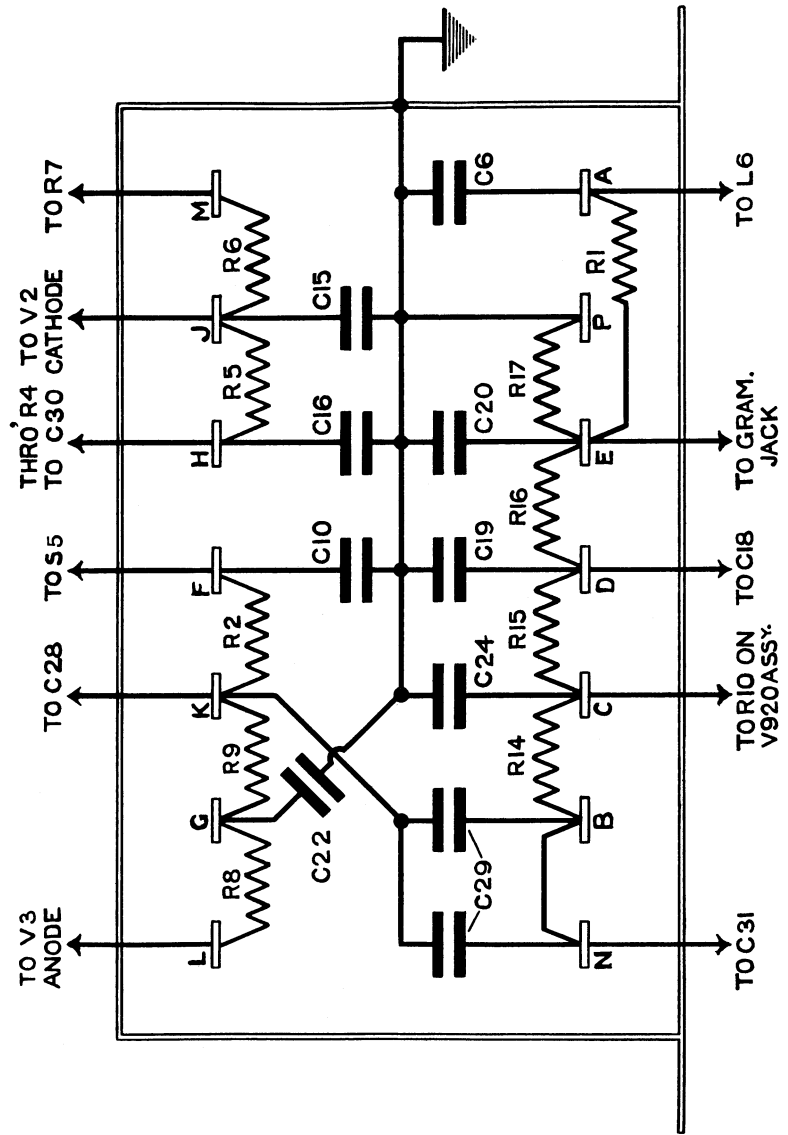 TO V3
ANODE
TO C28
TO S5
THRO' R4
TO C30
TO V2
CATHODE
TO R7
L
G
K
F
H
J
M
R8
R9
R2
R5
R6
C22
C10
C16
C15
C29
C24
C19
C20
C6
R14
R15
R16
R17
R1
N
B
C
D
E
P
A
TO C31
TO R10 ON
V920 ASSY.
TO C18
TO GRAM.
JACK
TO L6